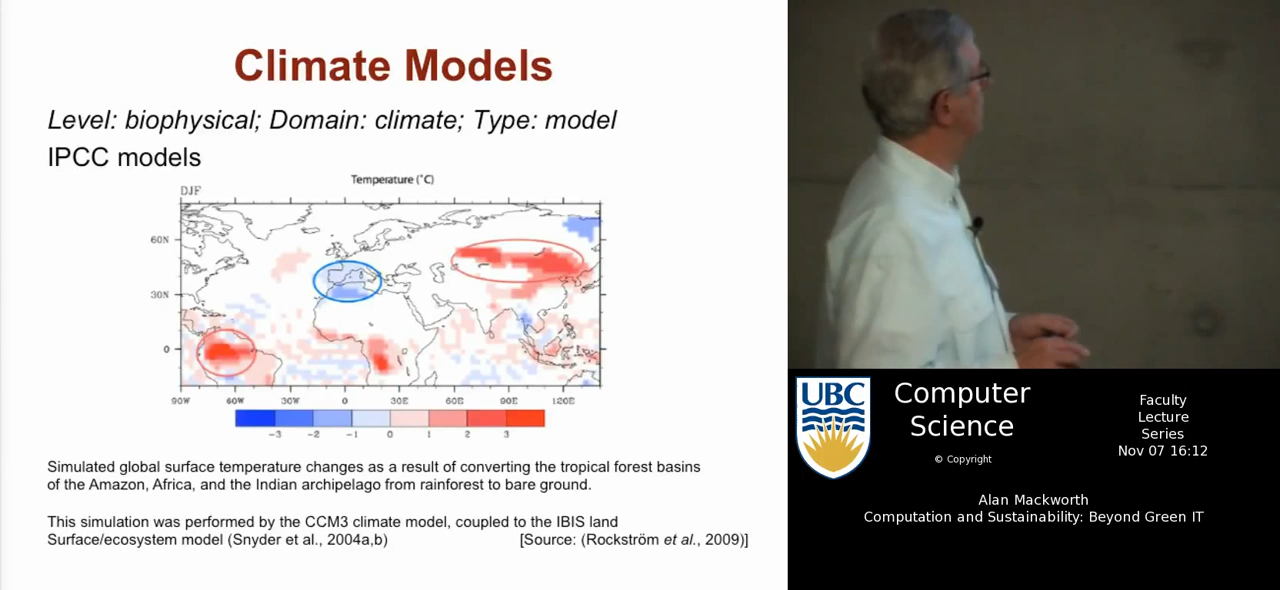 Climate Models
Level: biophysical; Domain: climate; Type: model
IPCC models
Temperature (°C)
DJF
60N
30N
0
90W 60W 30W 0 30E 60E 90E 120E
−3 −2 −1 0 1 2 3
Simulated global surface temperature changes as a result of converting the tropical forest basins
of the Amazon, Africa, and the Indian archipelago from rainforest to bare ground.
This simulation was performed by the CCM3 climate model, coupled to the IBIS land
Surface/ecosystem model (Snyder et al., 2004a,b) [Source: (Rockström et al., 2009)]
UBC
Computer
Science
© Copyright
Faculty
Lecture
Series
Nov 07 16:12
Alan Mackworth
Computation and Sustainability: Beyond Green IT